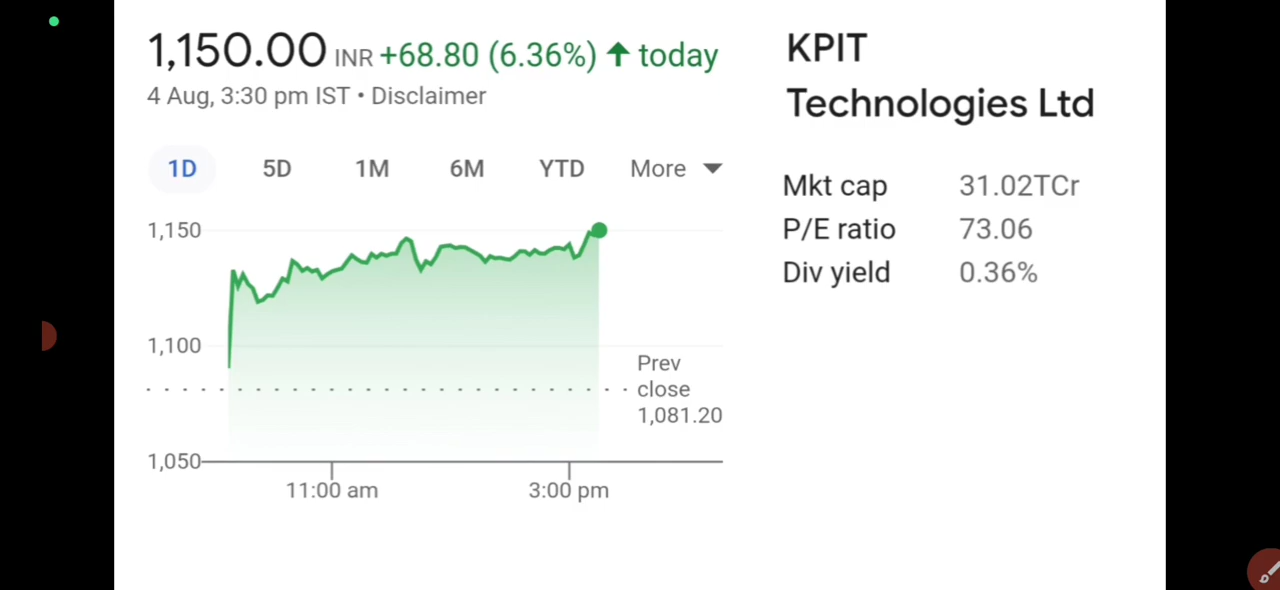 1,150.00 INR +68.80 (6.36%) ↑ today
4 Aug, 3:30 pm IST • Disclaimer
1D 5D 1M 6M YTD More
1,150
1,100
1,050
Prev
close
1,081.20
11:00 am 3:00 pm
KPIT
Technologies Ltd
Mkt cap 31.02TCr
P/E ratio 73.06
Div yield 0.36%